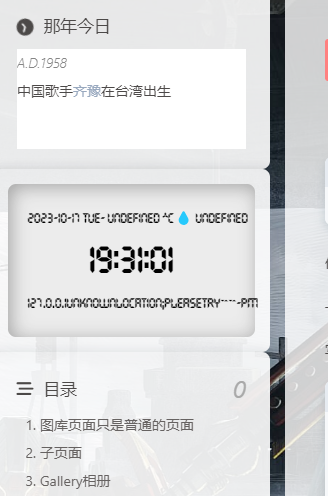 那年今日
A.D.1958
中国歌手齐豫在台湾出生
2023-10-17 TUE- UNDEFINED ℃ 💧 UNDEFINED
19:31:01
127.0.0.1UNKNOWNLOCATION;PLEASETRY----PM
目录 0
1. 图库页面只是普通的页面
2. 子页面
3. Gallery相册